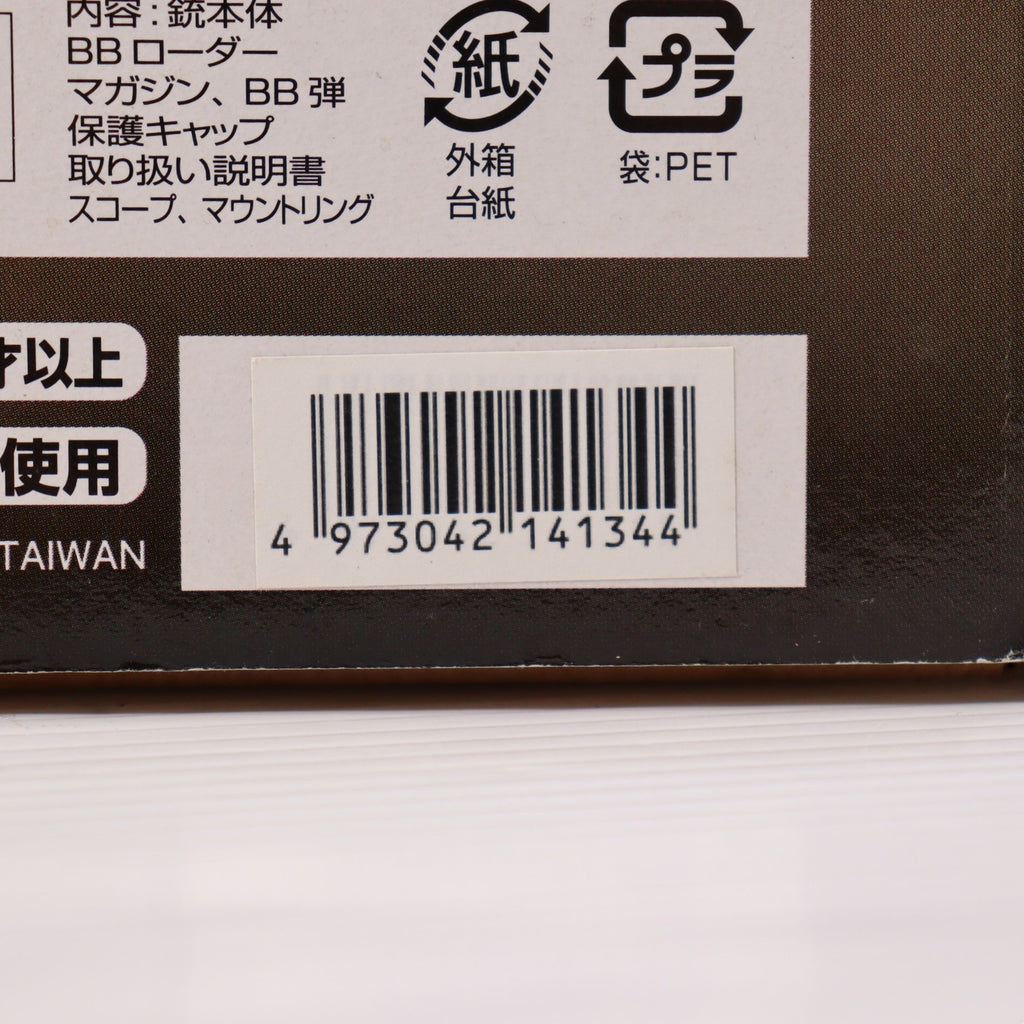 内容：銃本体
BB ローダー
マガジン、BB 弾
保護キャップ
取り扱い説明書
スコープ、マウントリング
紙
外箱
台紙
プラ
袋：PET
才以上
使用
TAIWAN
4 973042 141344